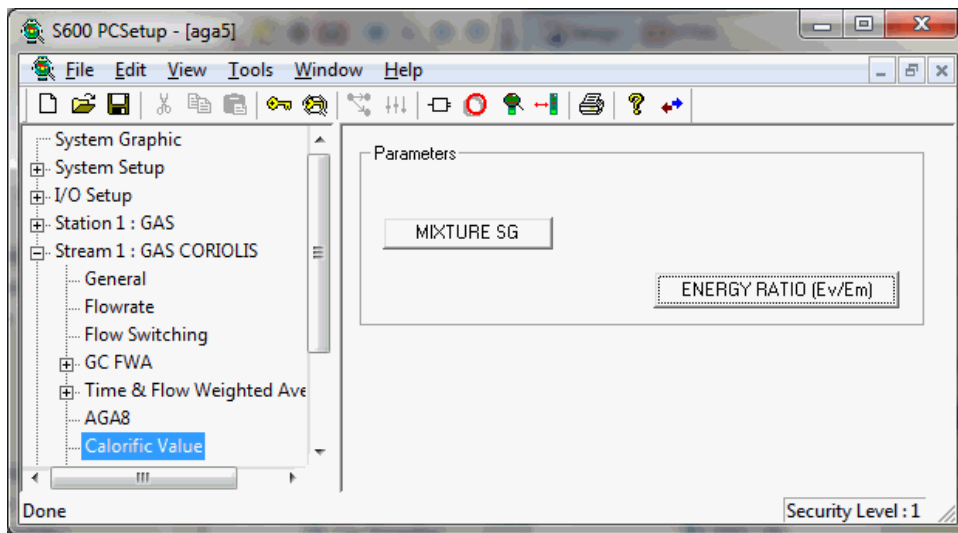 S600 PCSetup - [aga5]
File Edit View Tools Window Help
System Graphic
System Setup
I/O Setup
Station 1 : GAS
Stream 1 : GAS CORIOLIS
General
Flowrate
Flow Switching
GC FWA
Time & Flow Weighted Ave
AGA8
Calorific Value
Parameters
MIXTURE SG
ENERGY RATIO (Ev/Em)
Done
Security Level : 1